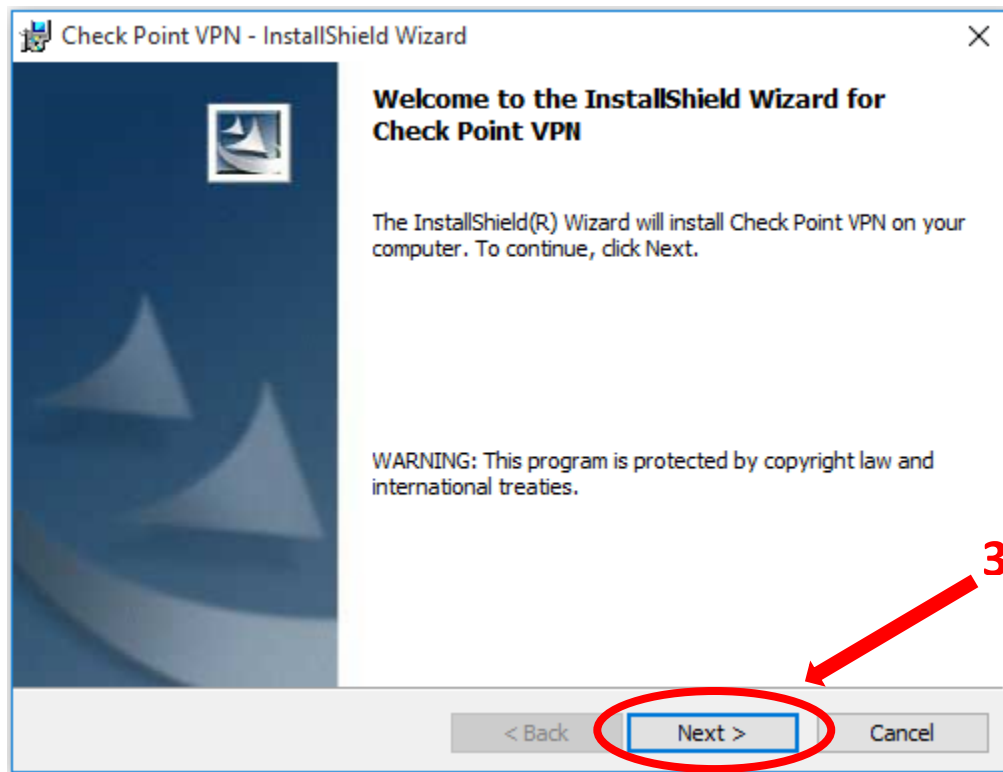 Check Point VPN - InstallShield Wizard
Welcome to the InstallShield Wizard for
Check Point VPN
The InstallShield(R) Wizard will install Check Point VPN on your
computer. To continue, click Next.
WARNING: This program is protected by copyright law and
international treaties.
3
< Back
Next >
Cancel